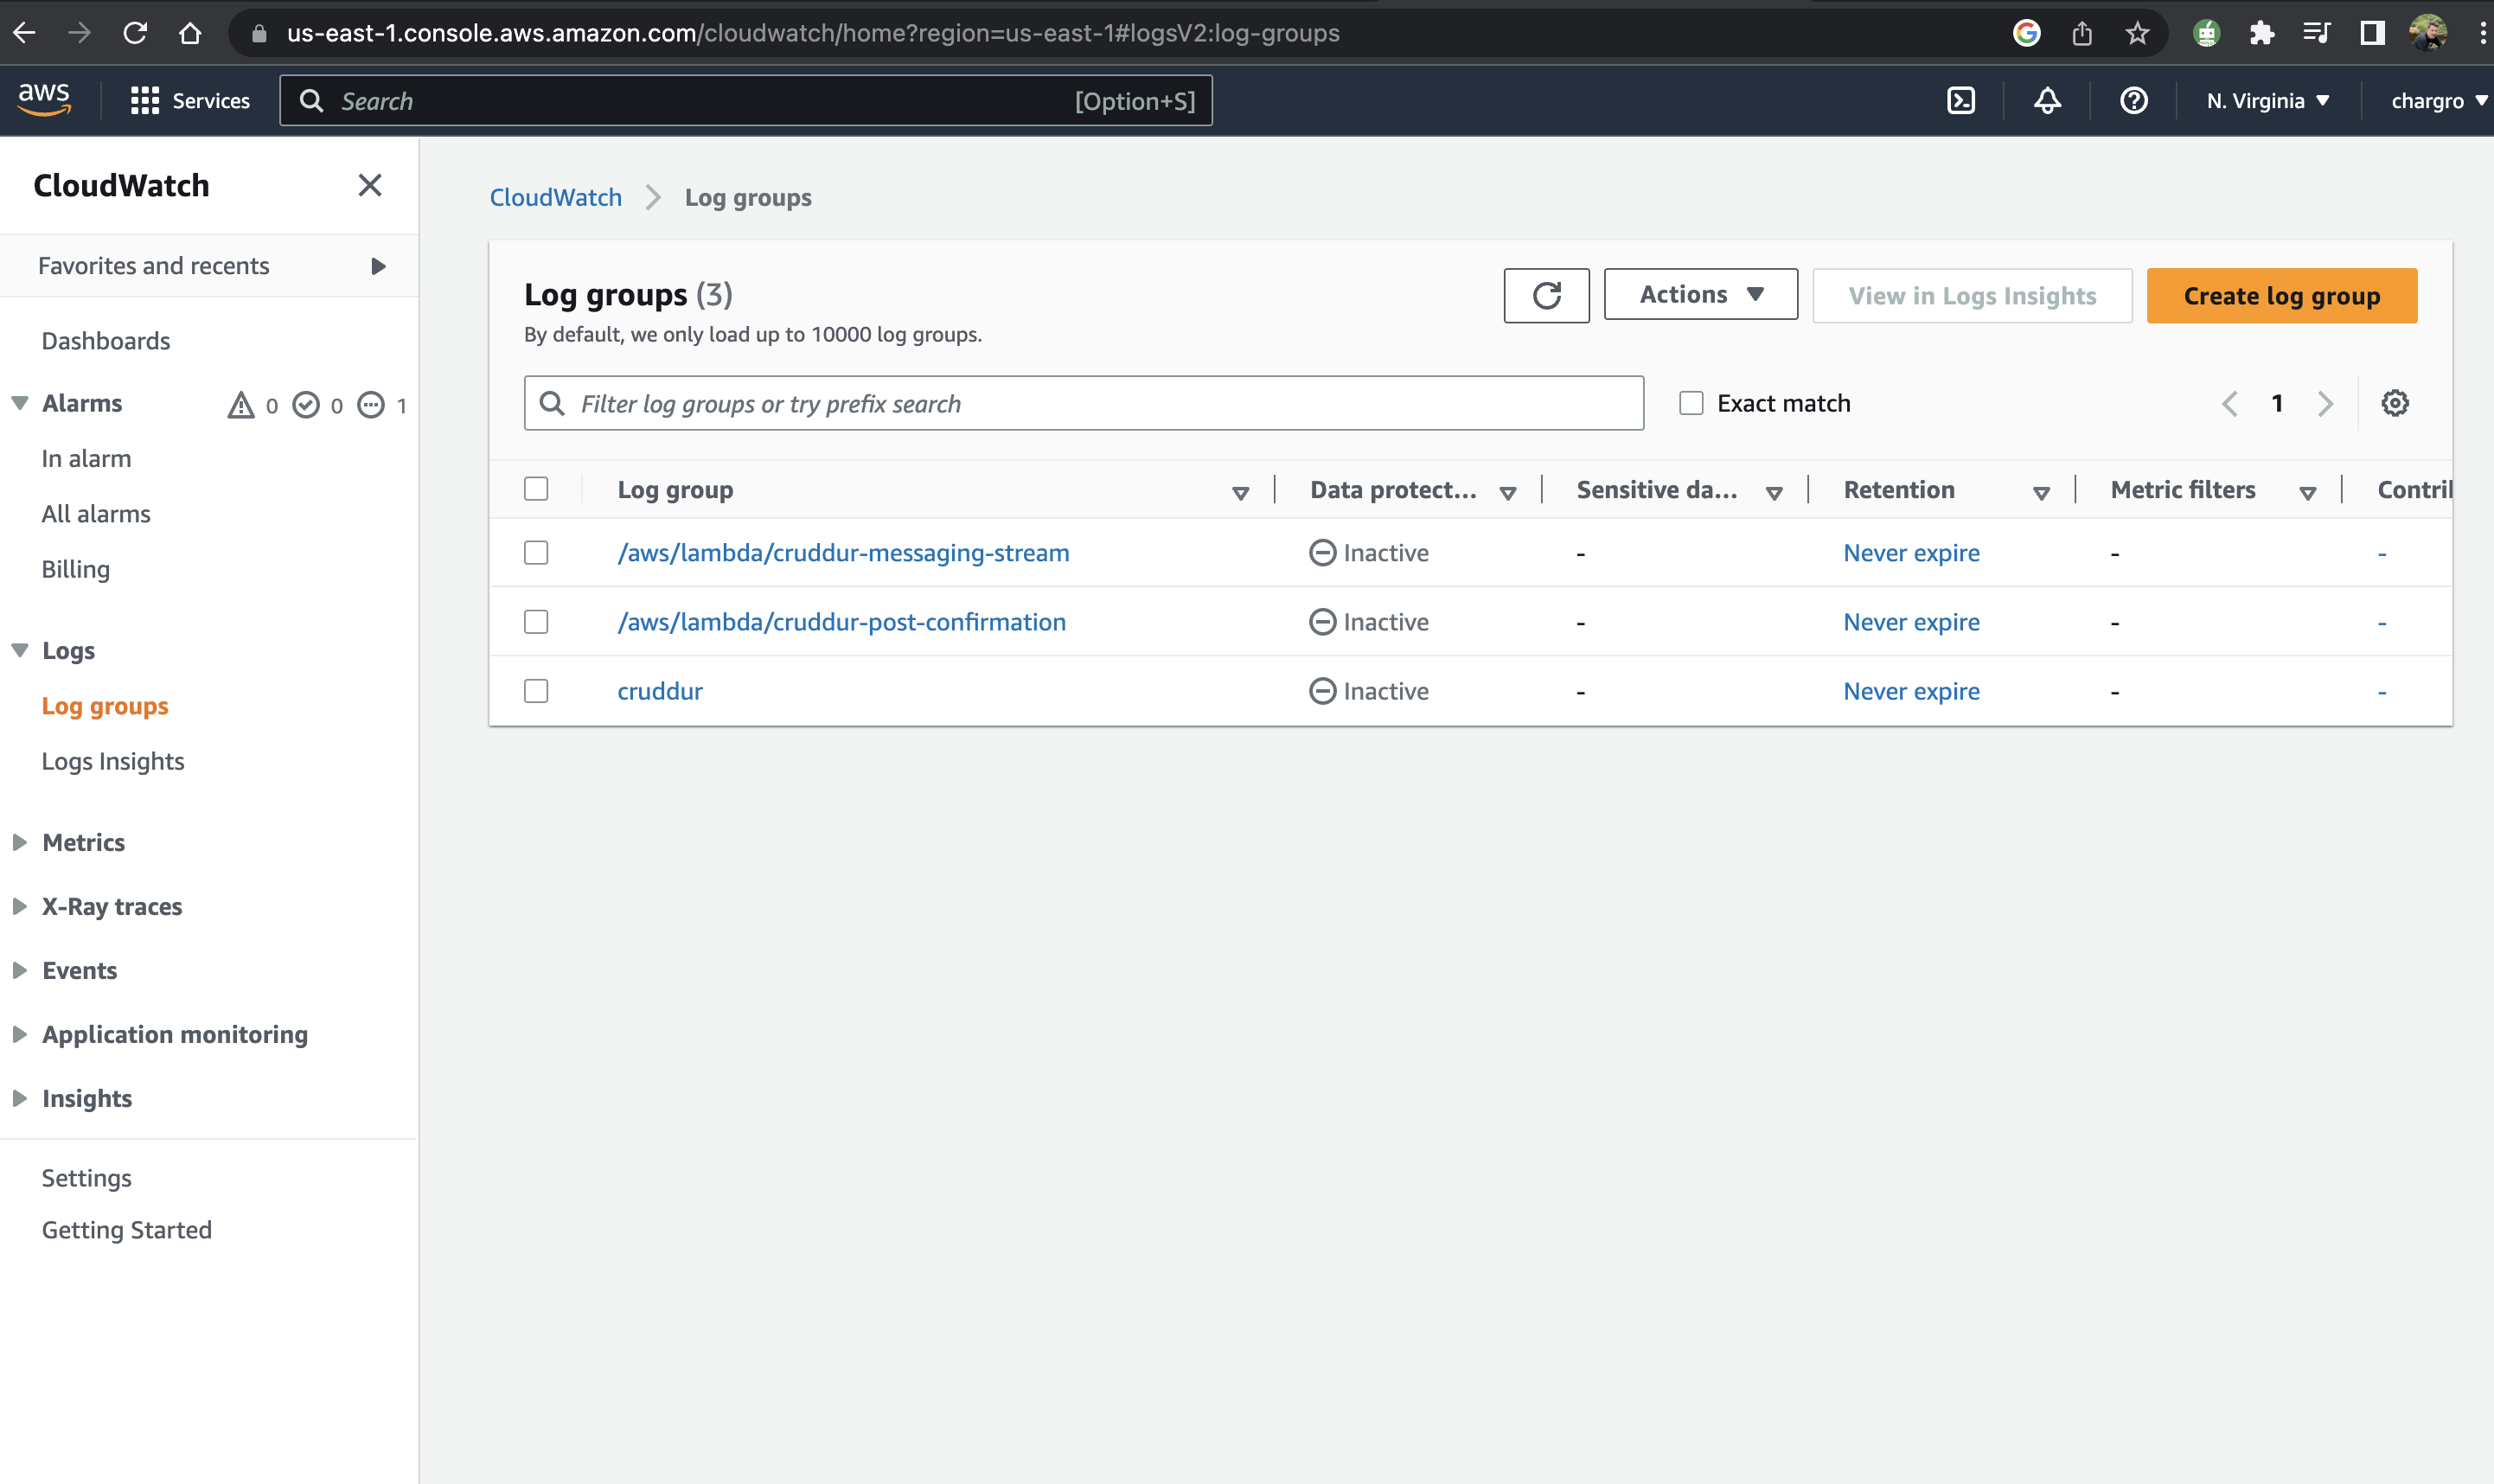 us-east-1.console.aws.amazon.com/cloudwatch/home?region=us-east-1#logsV2:log-groups
aws
Services
Search
[Option+S]
N. Virginia
chargro
CloudWatch
Favorites and recents
Dashboards
Alarms 0 0 1
In alarm
All alarms
Billing
Logs
Log groups
Logs Insights
Metrics
X-Ray traces
Events
Application monitoring
Insights
Settings
Getting Started
CloudWatch Log groups
Log groups (3)
By default, we only load up to 10000 log groups.
Actions
View in Logs Insights
Create log group
Filter log groups or try prefix search
Exact match
1
Log group Data protect... Sensitive da... Retention Metric filters Contril
/aws/lambda/cruddur-messaging-stream Inactive - Never expire - -
/aws/lambda/cruddur-post-confirmation Inactive - Never expire - -
cruddur Inactive - Never expire - -